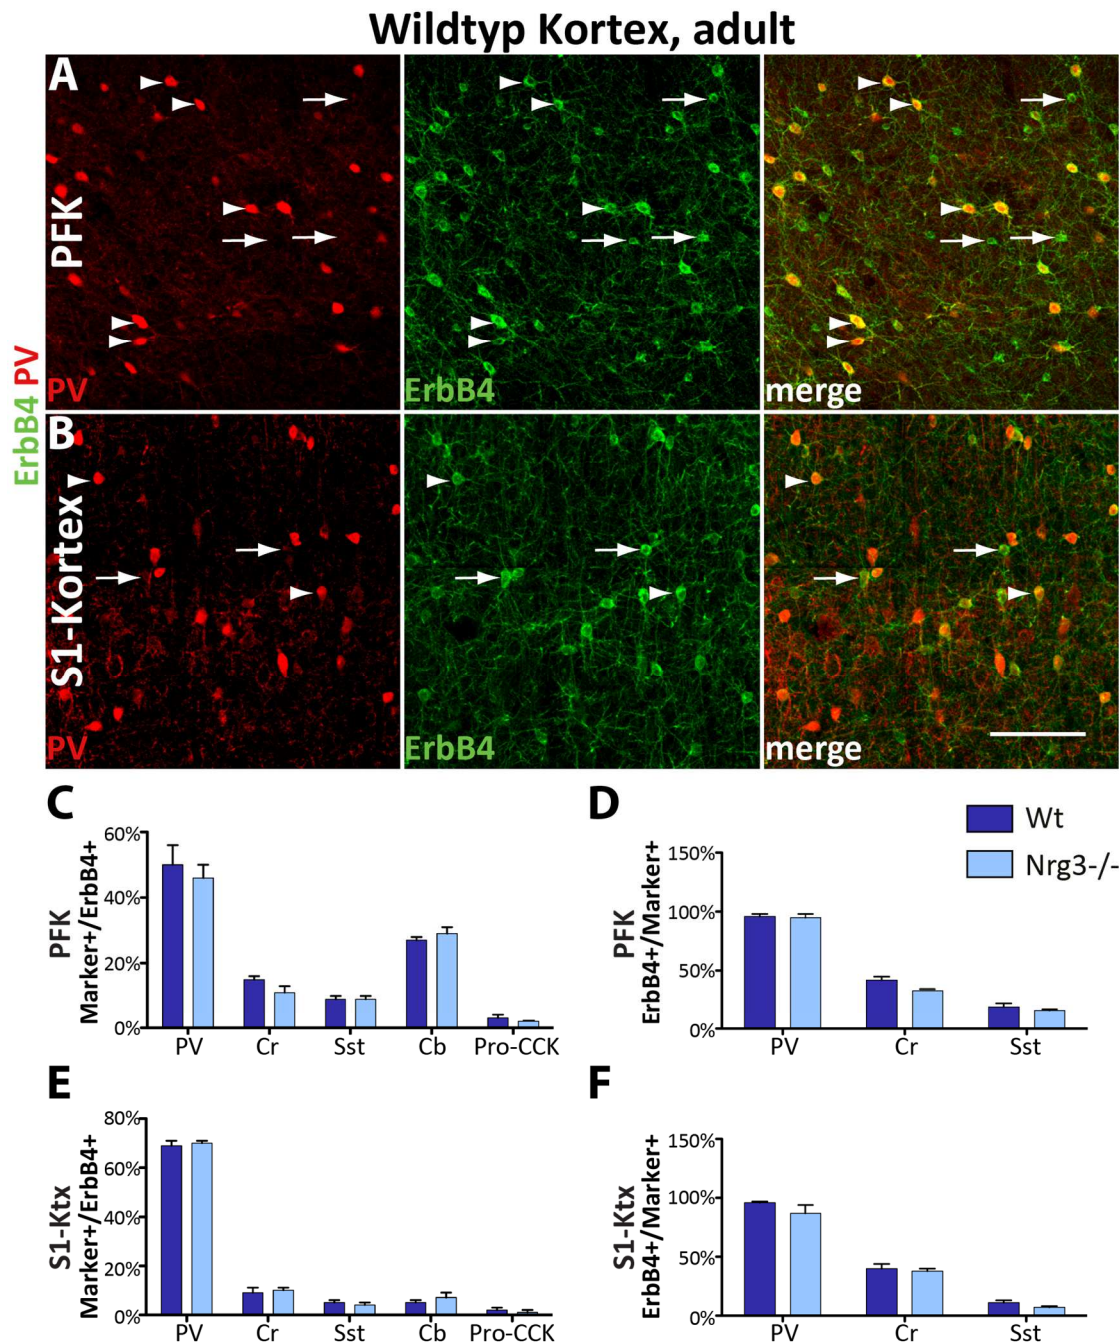 Wildtyp Kortex, adult
ErbB4 PV
A
PFK
PV
ErbB4
merge
B
S1-Kortex
PV
ErbB4
merge
C
PFK
Marker+/ErbB4+
60%
40%
20%
0%
PV Cr Sst Cb Pro-CCK
D
Wt
Nrg3-/-
PFK
ErbB4+/Marker+
150%
100%
50%
0%
PV Cr Sst
E
S1-Ktx
Marker+/ErbB4+
80%
60%
40%
20%
0%
PV Cr Sst Cb Pro-CCK
F
S1-Ktx
ErbB4+/Marker+
150%
100%
50%
0%
PV Cr Sst